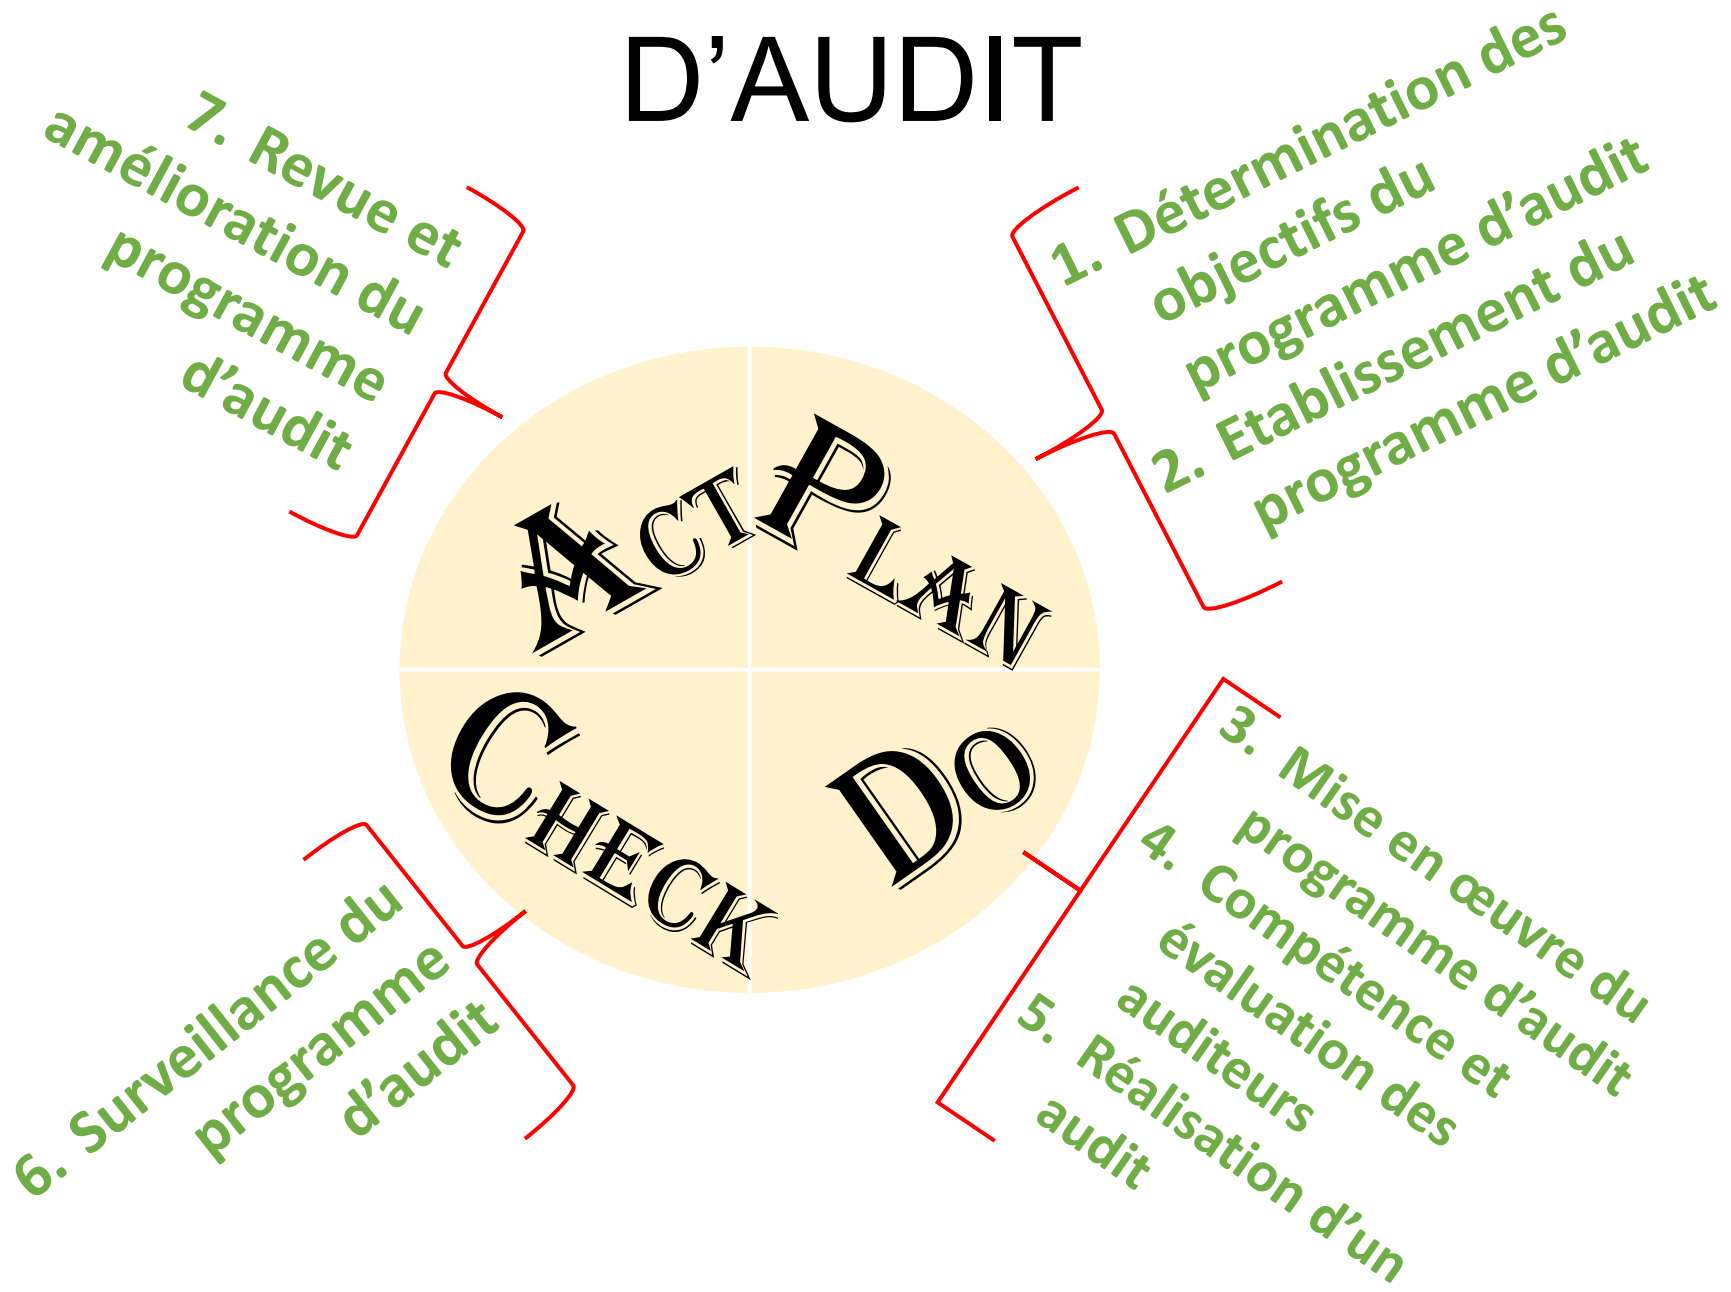 D’AUDIT
1. Détermination des
objectifs du
programme d’audit
2. Etablissement du
programme d’audit
3. Mise en œuvre du
programme d’audit
4. Compétence et
évaluation des
auditeurs
5. Réalisation d’un
audit
6. Surveillance du
programme
d’audit
7. Revue et
amélioration du
programme
d’audit
ACT
PLAN
CHECK
DO